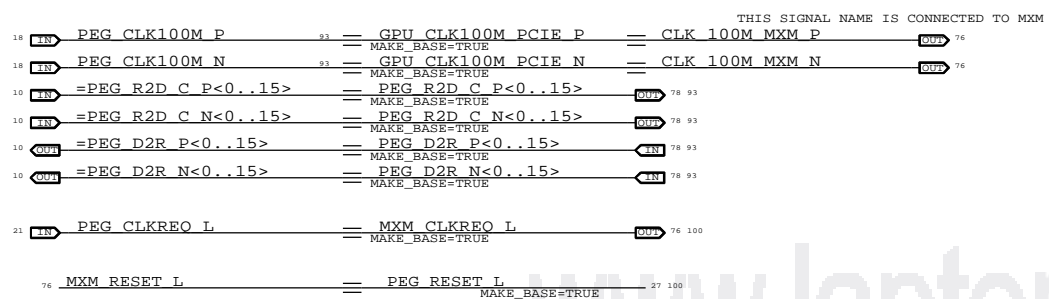 THIS SIGNAL NAME IS CONNECTED TO MXM
18 IN PEG_CLK100M_P 93 GPU_CLK100M_PCIE_P CLK_100M_MXM_P OUT 76
MAKE_BASE=TRUE
18 IN PEG_CLK100M_N 93 GPU_CLK100M_PCIE_N CLK_100M_MXM_N OUT 76
MAKE_BASE=TRUE
10 IN =PEG_R2D_C_P<0..15> PEG_R2D_C_P<0..15> OUT 78 93
MAKE_BASE=TRUE
10 IN =PEG_R2D_C_N<0..15> PEG_R2D_C_N<0..15> OUT 78 93
MAKE_BASE=TRUE
10 OUT =PEG_D2R_P<0..15> PEG_D2R_P<0..15> IN 78 93
MAKE_BASE=TRUE
10 OUT =PEG_D2R_N<0..15> PEG_D2R_N<0..15> IN 78 93
MAKE_BASE=TRUE
21 IN PEG_CLKREQ_L MXM_CLKREQ_L OUT 76 100
MAKE_BASE=TRUE
76 MXM_RESET_L PEG_RESET_L 27 100
MAKE_BASE=TRUE